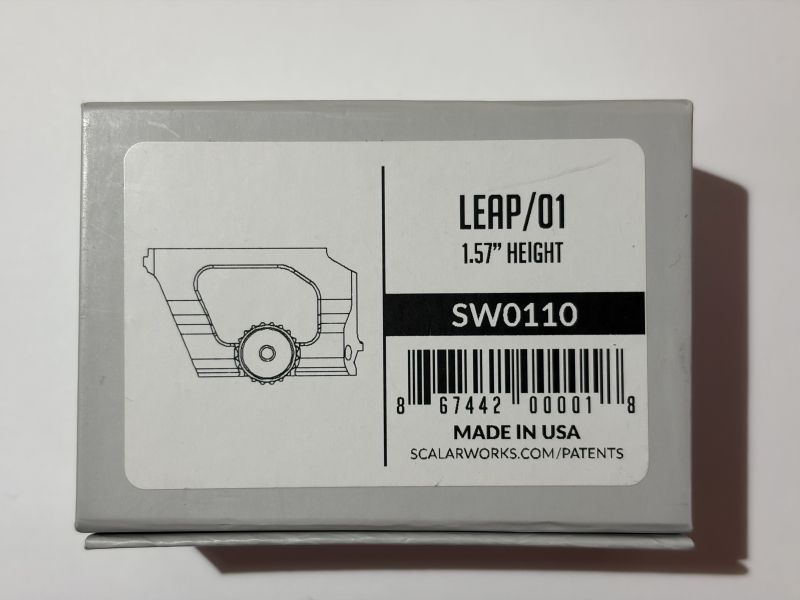 LEAP/01
1.57” HEIGHT
SW0110
8 67442 00001 8
MADE IN USA
SCALARWORKS.COM/PATENTS